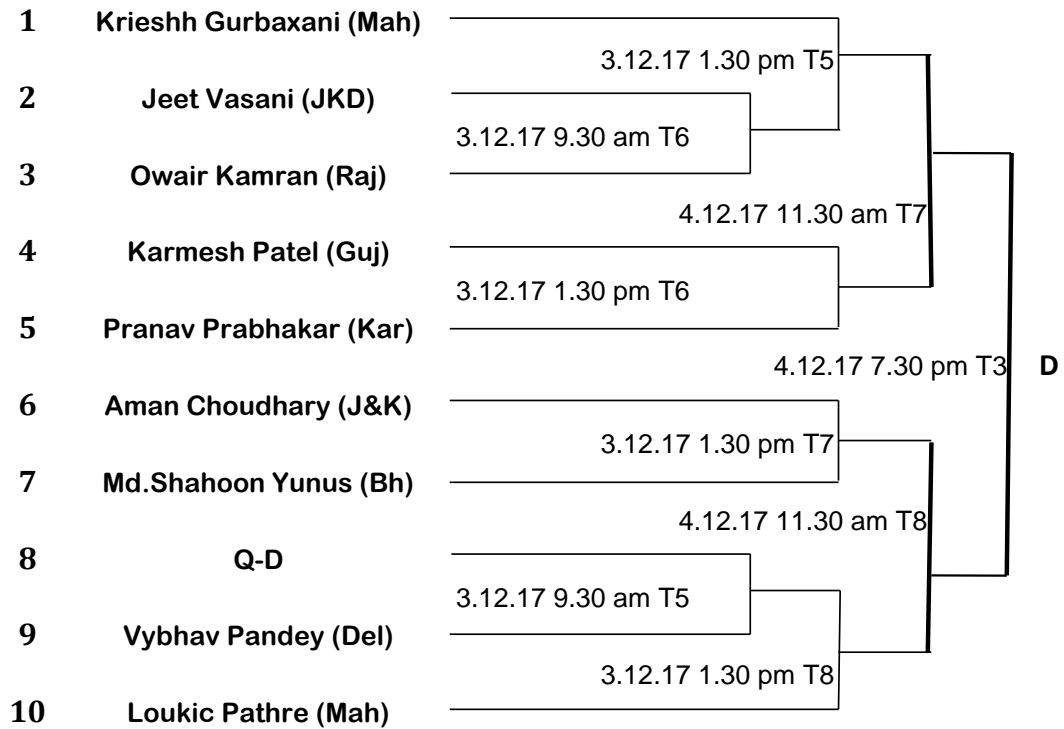 1 Krieshh Gurbaxani (Mah)
3.12.17 1.30 pm T5
2 Jeet Vasani (JKD)
3.12.17 9.30 am T6
3 Owair Kamran (Raj)
4.12.17 11.30 am T7
4 Karmesh Patel (Guj)
3.12.17 1.30 pm T6
5 Pranav Prabhakar (Kar)
4.12.17 7.30 pm T3 D
6 Aman Choudhary (J&K)
3.12.17 1.30 pm T7
7 Md.Shahoon Yunus (Bh)
4.12.17 11.30 am T8
8 Q-D
3.12.17 9.30 am T5
9 Vybhav Pandey (Del)
3.12.17 1.30 pm T8
10 Loukic Pathre (Mah)